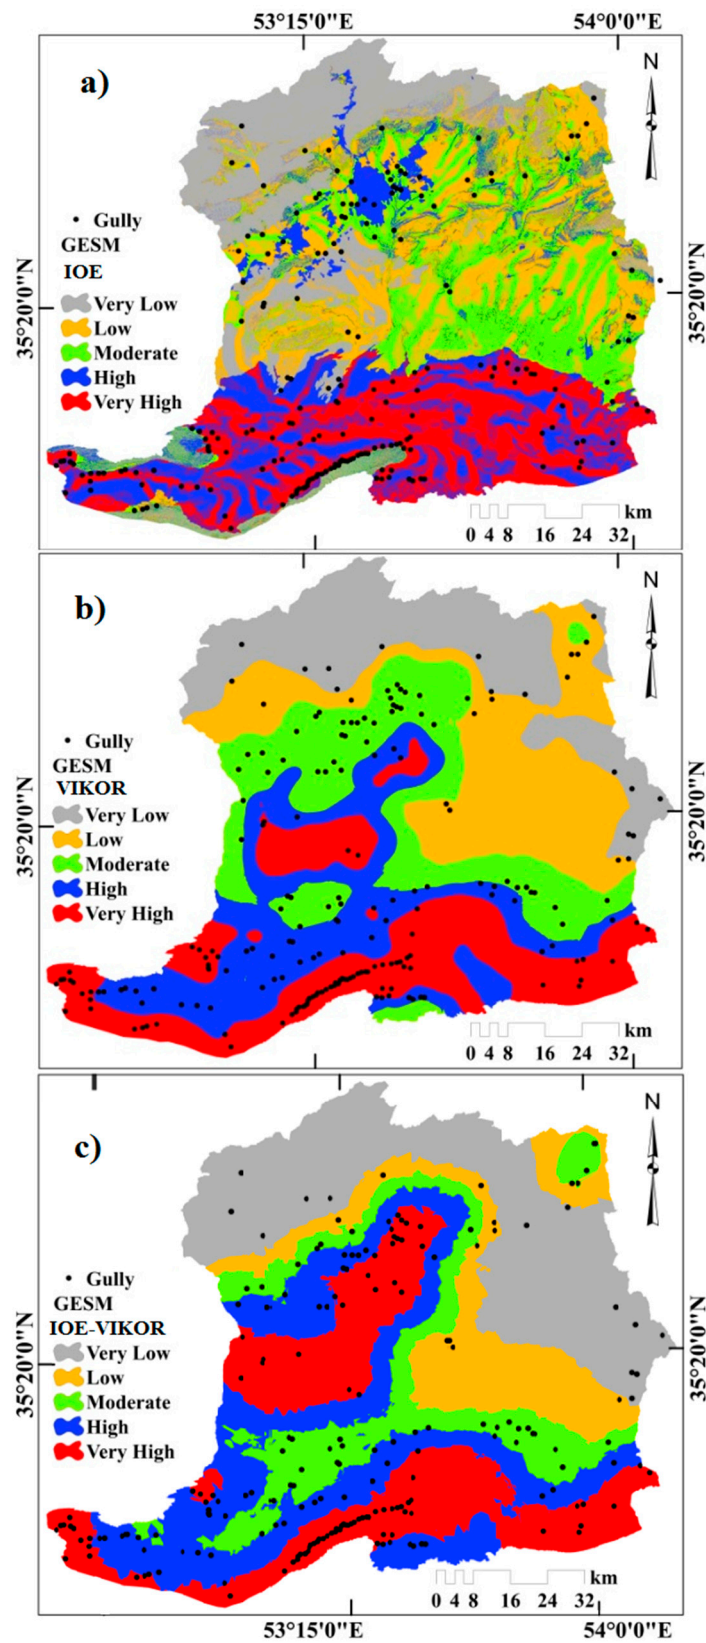 53°15'0"E 54°0'0"E
a)
N
Gully
GESM
IOE
Very Low
Low
Moderate
High
Very High
35°20'0"N
35°20'0"N
km
0 4 8 16 24 32
b)
N
Gully
GESM
VIKOR
Very Low
Low
Moderate
High
Very High
35°20'0"N
35°20'0"N
km
0 4 8 16 24 32
c)
N
Gully
GESM
IOE-VIKOR
Very Low
Low
Moderate
High
Very High
35°20'0"N
35°20'0"N
km
0 4 8 16 24 32
53°15'0"E 54°0'0"E